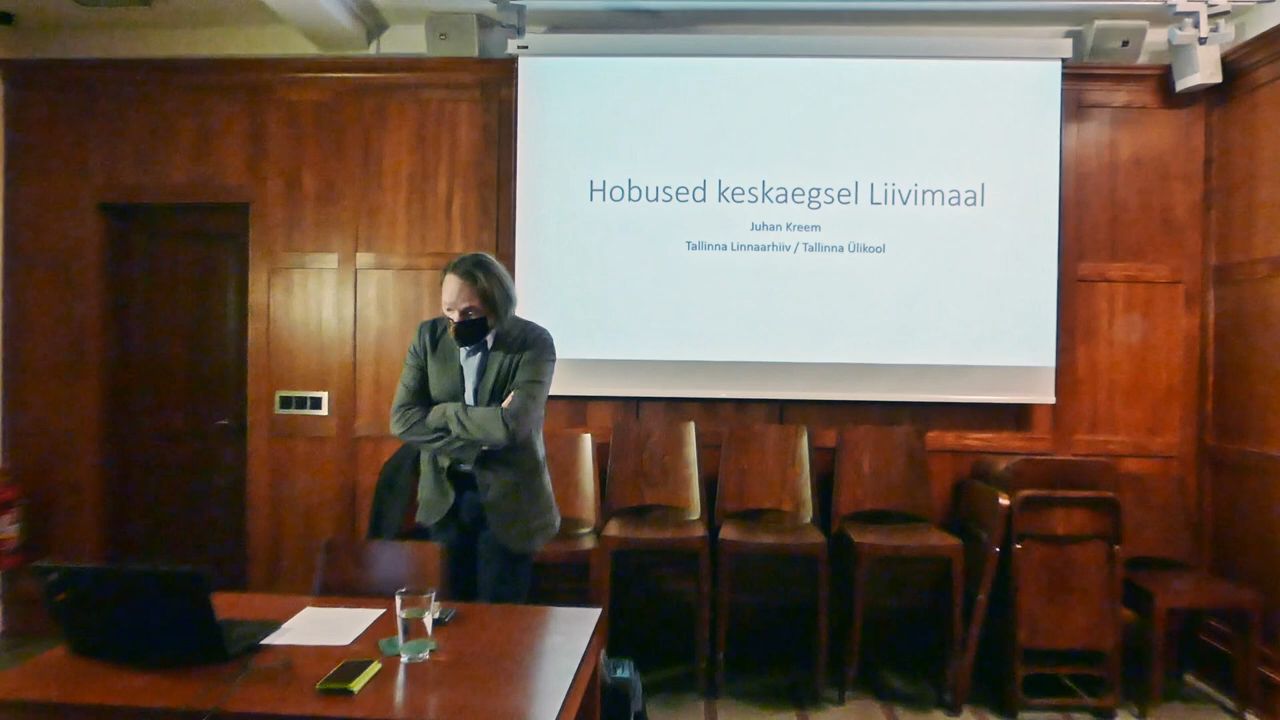 Hobused keskaegsel Liivimaal
Juhan Kreem
Tallinna Linnaarhiiv / Tallinna Ülikool